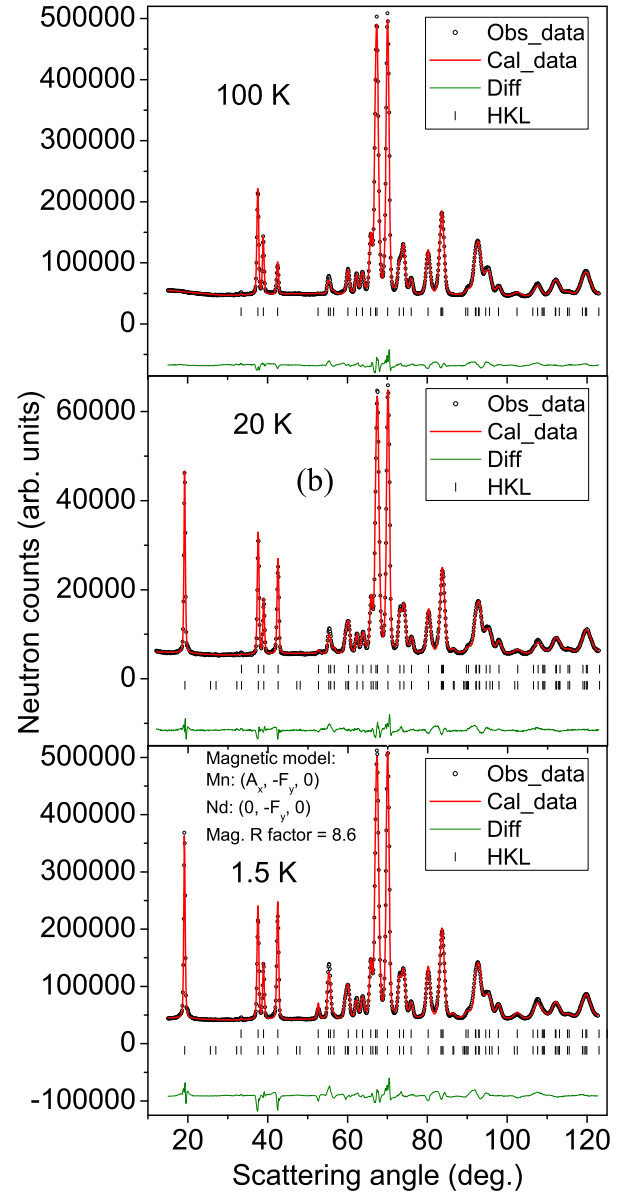 500000
400000
300000
200000
100000
0
100 K
Obs_data
Cal_data
Diff
HKL
60000
40000
20000
0
20 K
(b)
Obs_data
Cal_data
Diff
HKL
Neutron counts (arb. units)
500000
400000
300000
200000
100000
0
-100000
Magnetic model:
Mn: (Ax, -Fy, 0)
Nd: (0, -Fy, 0)
Mag. R factor = 8.6
1.5 K
Obs_data
Cal_data
Diff
HKL
20 40 60 80 100 120
Scattering angle (deg.)